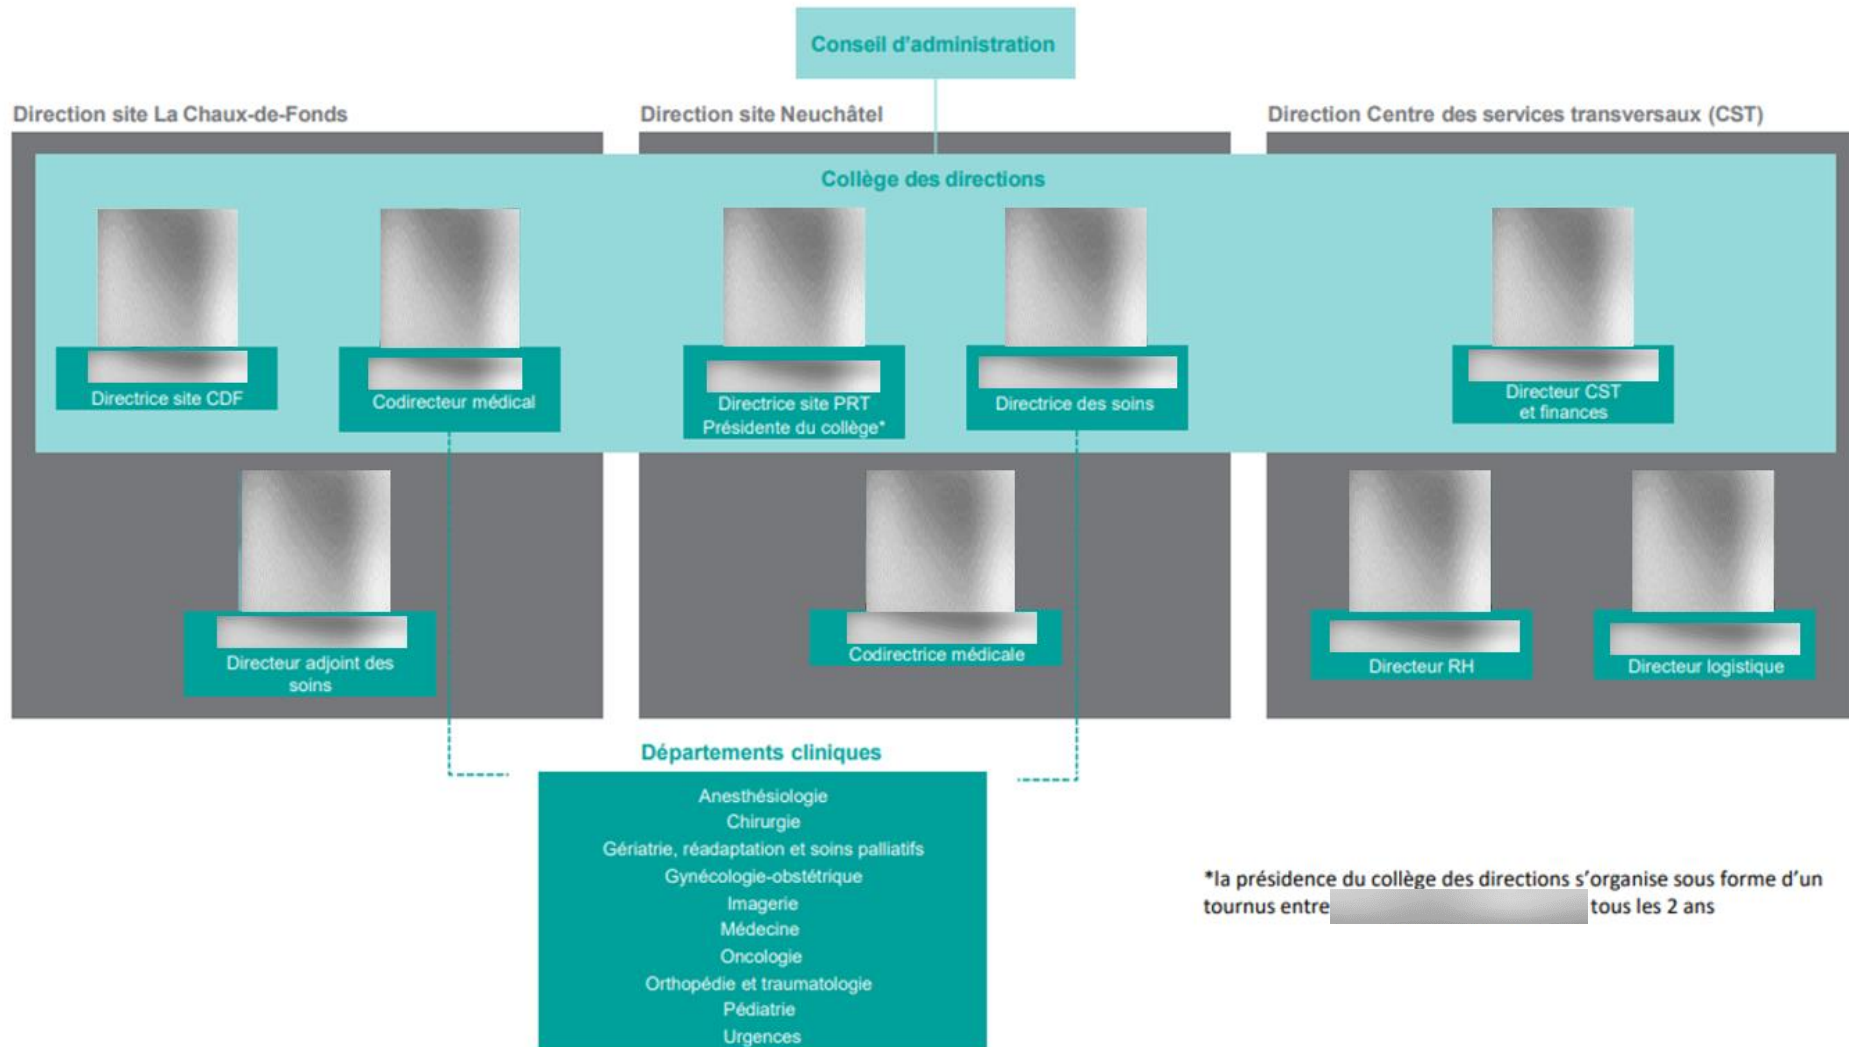 Conseil d'administration
Direction site La Chaux-de-Fonds
Direction site Neuchâtel
Direction Centre des services transversaux (CST)
Collège des directions
Directrice site CDF
Codirecteur médical
Directrice site PRT
Présidente du collège*
Directrice des soins
Directeur CST
et finances
Directeur adjoint des
soins
Codirectrice médicale
Directeur RH
Directeur logistique
Départements cliniques
Anesthésiologie
Chirurgie
Gériatrie, réadaptation et soins palliatifs
Gynécologie-obstétrique
Imagerie
Médecine
Oncologie
Orthopédie et traumatologie
Pédiatrie
Urgences
*la présidence du collège des directions s'organise sous forme d'un
tournus entre tous les 2 ans